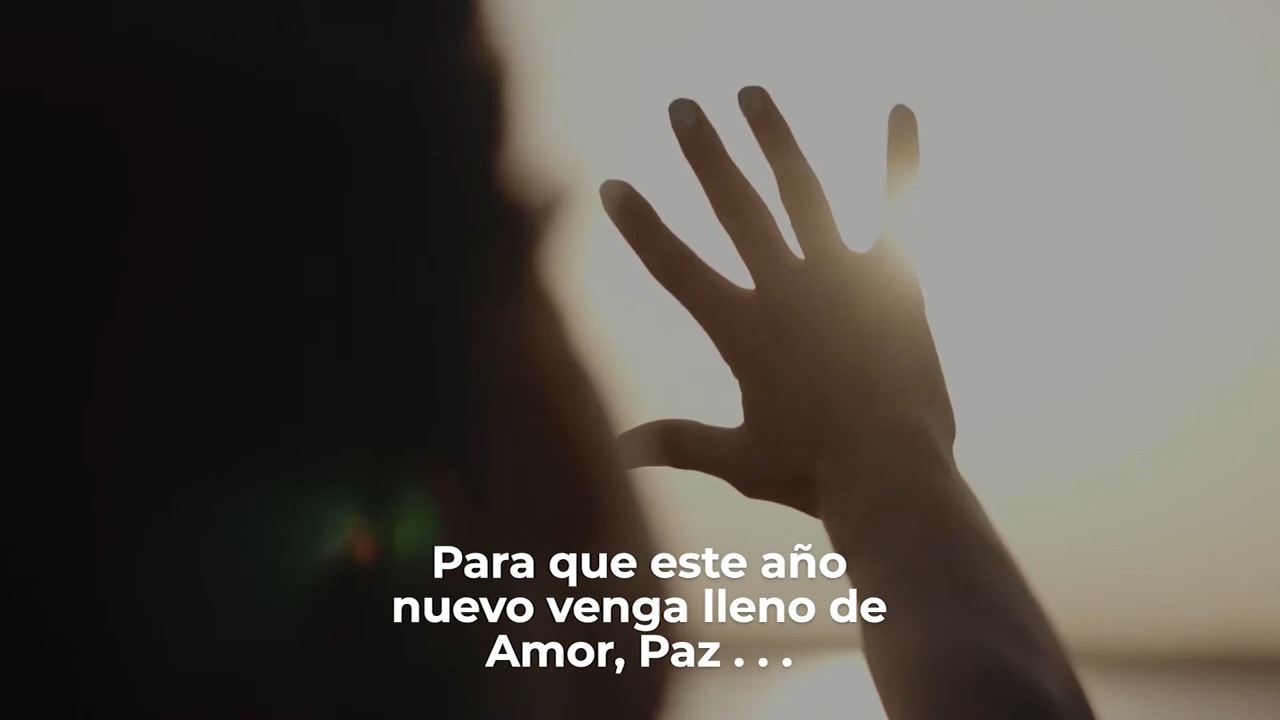 Para que este año
nuevo venga lleno de
Amor, Paz . . .